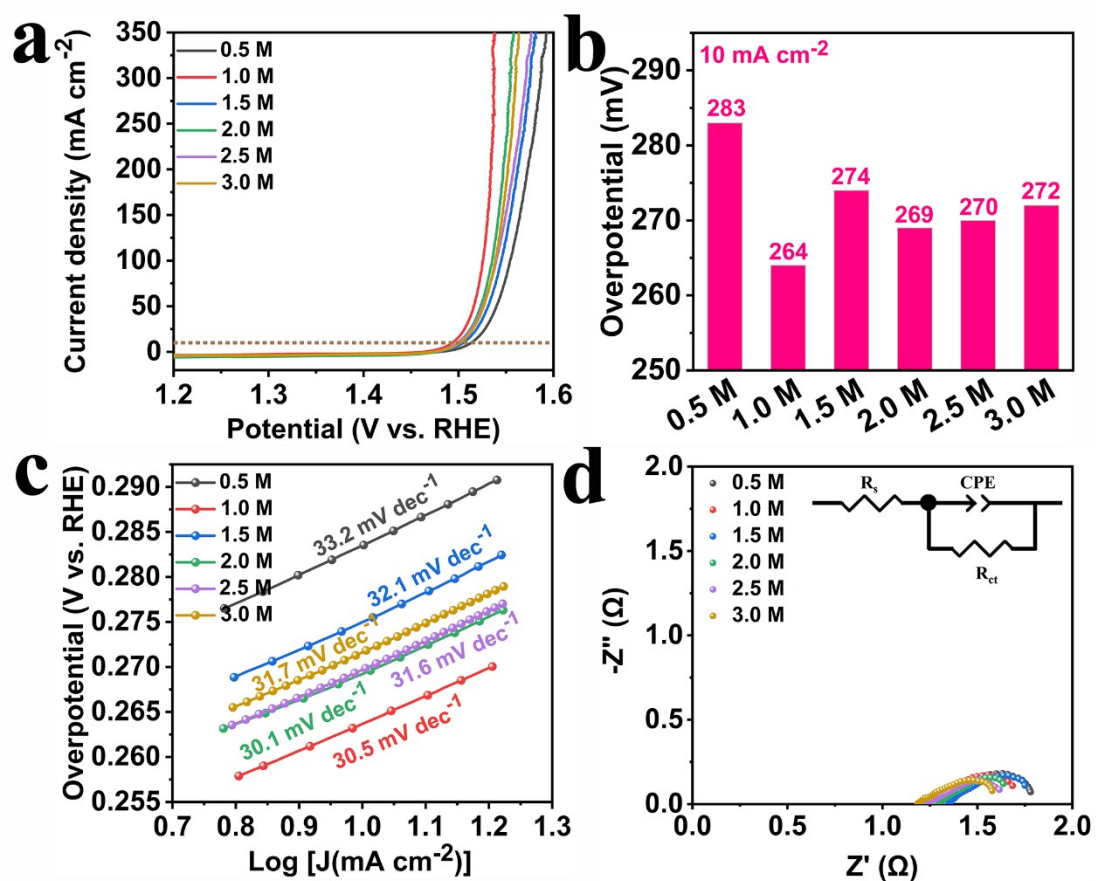 a
350
300
250
200
150
100
50
0
Current density (mA cm⁻²)
0.5 M
1.0 M
1.5 M
2.0 M
2.5 M
3.0 M
1.2 1.3 1.4 1.5 1.6
Potential (V vs. RHE)
b
10 mA cm⁻²
290
280
270
260
250
Overpotential (mV)
283
264
274
269
270
272
0.5 M 1.0 M 1.5 M 2.0 M 2.5 M 3.0 M
c
0.290
0.285
0.280
0.275
0.270
0.265
0.260
0.255
Overpotential (V vs. RHE)
0.5 M
1.0 M
1.5 M
2.0 M
2.5 M
3.0 M
33.2 mV dec⁻¹
32.1 mV dec⁻¹
31.7 mV dec⁻¹
31.6 mV dec⁻¹
30.1 mV dec⁻¹
30.5 mV dec⁻¹
0.7 0.8 0.9 1.0 1.1 1.2 1.3
Log [J(mA cm⁻²)]
d
2.0
1.5
1.0
0.5
0.0
-Z" (Ω)
0.5 M
1.0 M
1.5 M
2.0 M
2.5 M
3.0 M
Rₛ
CPE
R_ct
0.0 0.5 1.0 1.5 2.0
Z' (Ω)